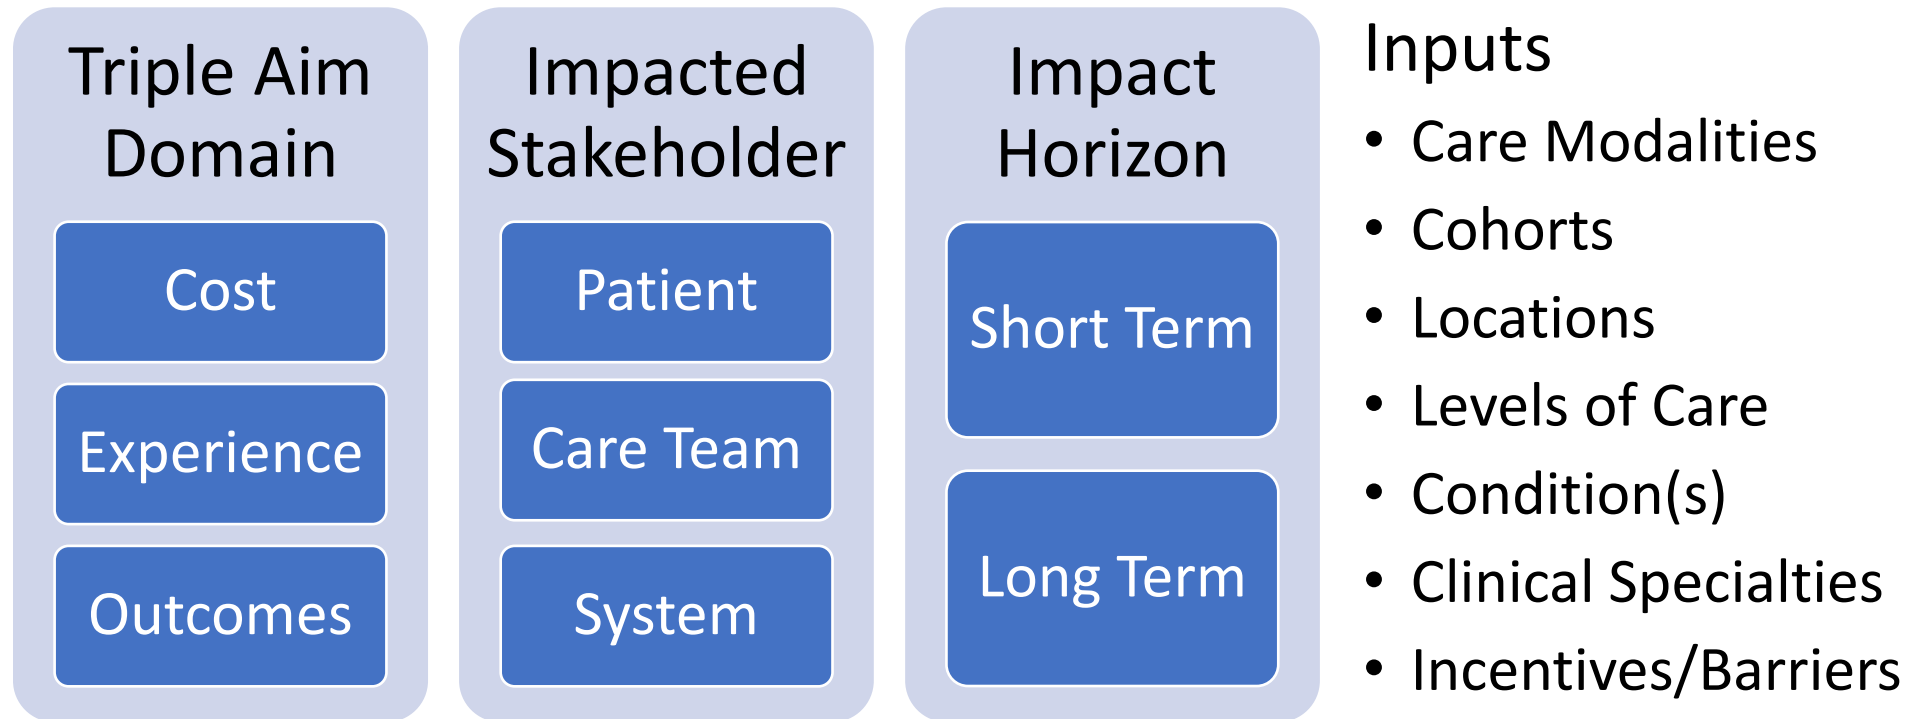 Triple Aim
Domain
Cost
Experience
Outcomes
Impacted
Stakeholder
Patient
Care Team
System
Impact
Horizon
Short Term
Long Term
Inputs
• Care Modalities
• Cohorts
• Locations
• Levels of Care
• Condition(s)
• Clinical Specialties
• Incentives/Barriers